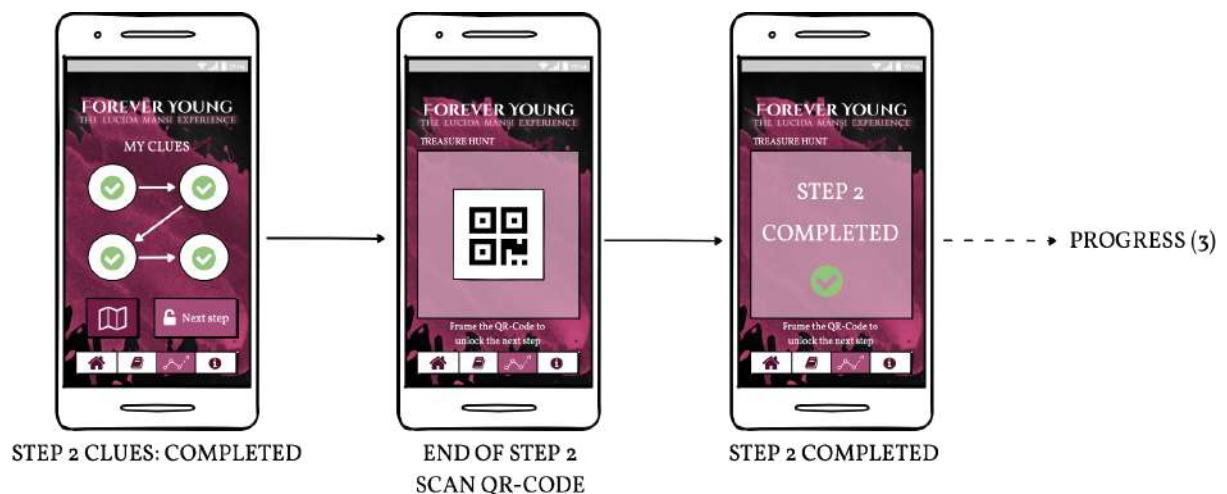 FOREVER YOUNG
THE LUCIDA MANSI EXPERIENCE
MY CLUES
Next step
STEP 2 CLUES: COMPLETED
FOREVER YOUNG
THE LUCIDA MANSI EXPERIENCE
TREASURE HUNT
Frame the QR-Code to
unlock the next step
END OF STEP 2
SCAN QR-CODE
FOREVER YOUNG
THE LUCIDA MANSI EXPERIENCE
TREASURE HUNT
STEP 2
COMPLETED
Frame the QR-Code to
unlock the next step
STEP 2 COMPLETED
PROGRESS (3)